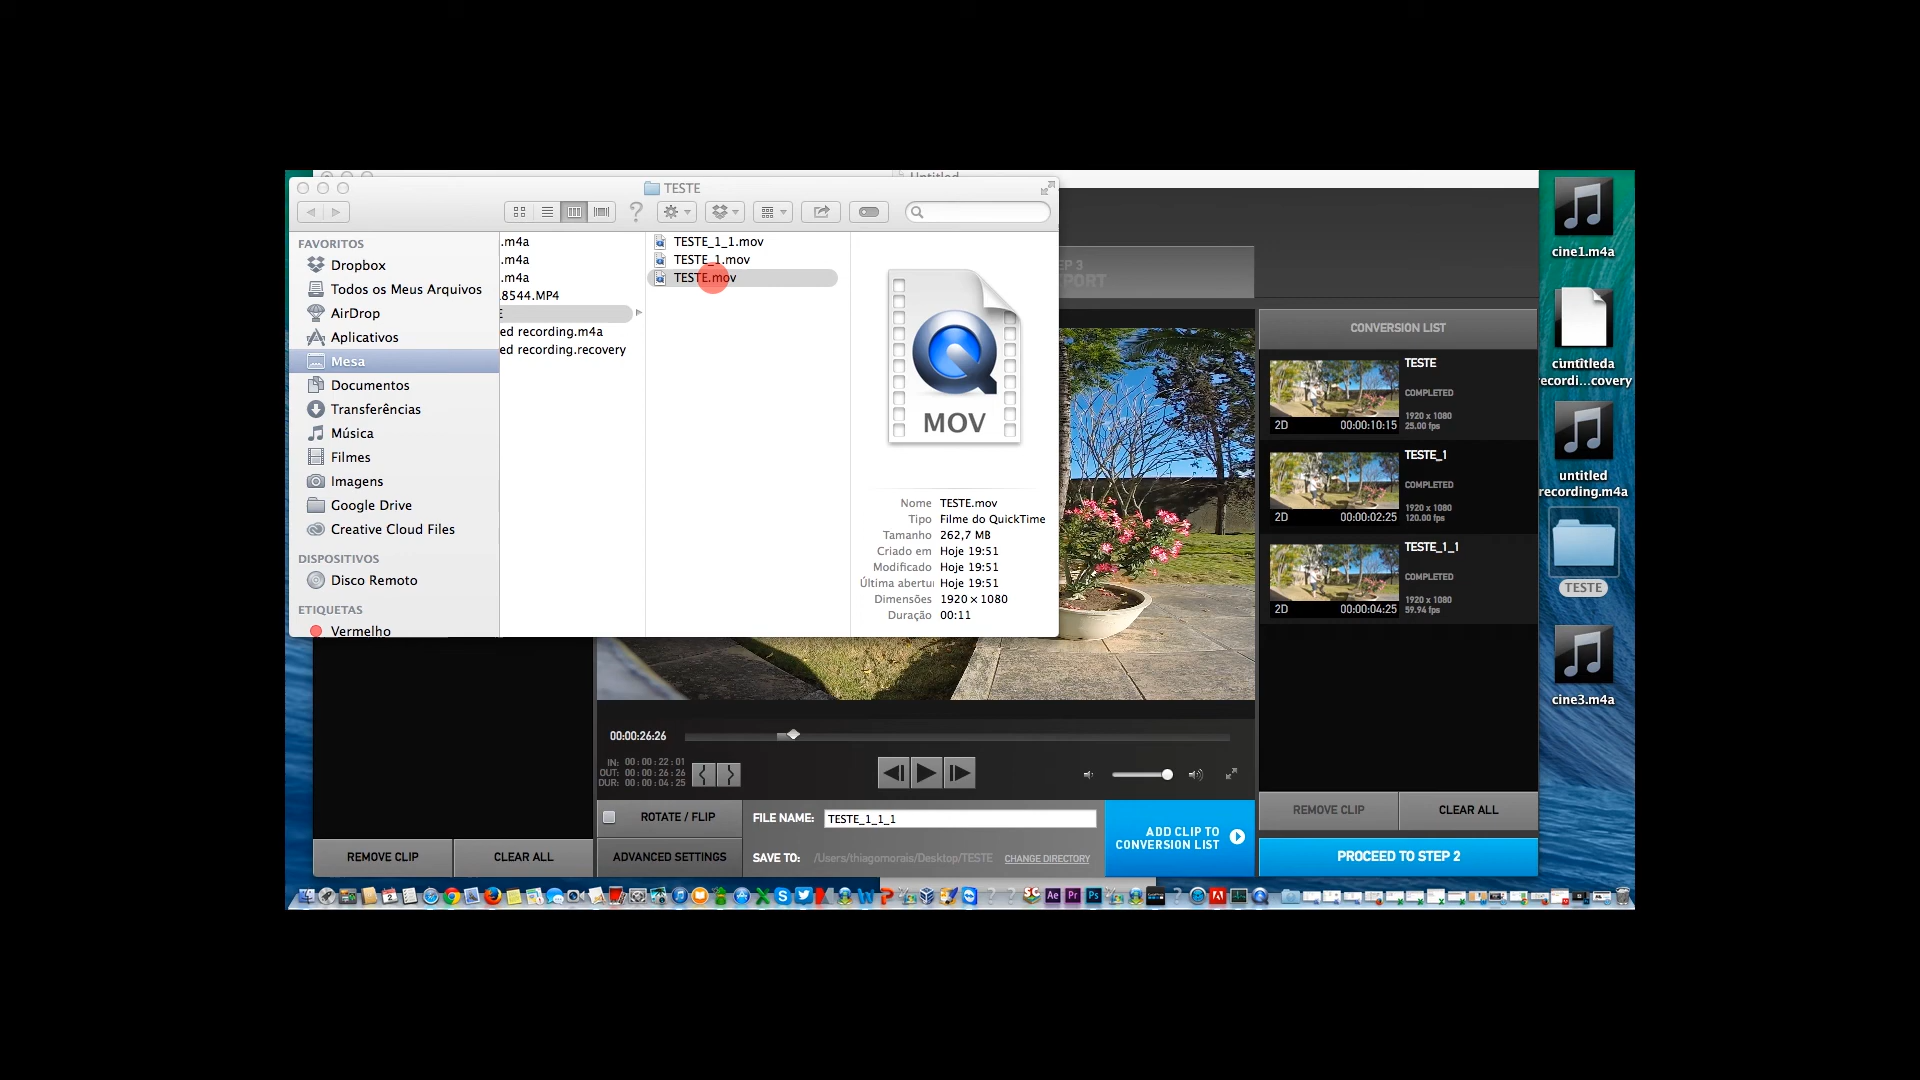 Untitled
TESTE
FAVORITOS
Dropbox
Todos os Meus Arquivos
AirDrop
Aplicativos
Mesa
Documentos
Transferências
Música
Filmes
Imagens
Google Drive
Creative Cloud Files
DISPOSITIVOS
Disco Remoto
ETIQUETAS
Vermelho
.m4a
.m4a
.m4a
8544.MP4
E
ed recording.m4a
ed recording.recovery
TESTE_1_1.mov
TESTE_1.mov
TESTE.mov
MOV
Nome TESTE.mov
Tipo Filme do QuickTime
Tamanho 262,7 MB
Criado em Hoje 19:51
Modificado Hoje 19:51
Última abertu Hoje 19:51
Dimensões 1920 × 1080
Duração 00:11
EP 3
PORT
CONVERSION LIST
TESTE
COMPLETED
1920 x 1080
25.00 fps
2D 00:00:10:15
TESTE_1
COMPLETED
1920 x 1080
120.00 fps
2D 00:00:02:25
TESTE_1_1
COMPLETED
1920 x 1080
59.94 fps
2D 00:00:04:25
REMOVE CLIP
CLEAR ALL
PROCEED TO STEP 2
00:00:26:26
IN: 00:00:22:01
OUT: 00:00:26:26
DUR: 00:00:04:25
ROTATE / FLIP
ADVANCED SETTINGS
FILE NAME: TESTE_1_1_1
SAVE TO: /Users/thiagomorais/Desktop/TESTE CHANGE DIRECTORY
ADD CLIP TO
CONVERSION LIST
REMOVE CLIP
CLEAR ALL
cine1.m4a
cuntitleda
recordi...covery
untitled
recording.m4a
TESTE
cine3.m4a
Ae
Pr
Ps